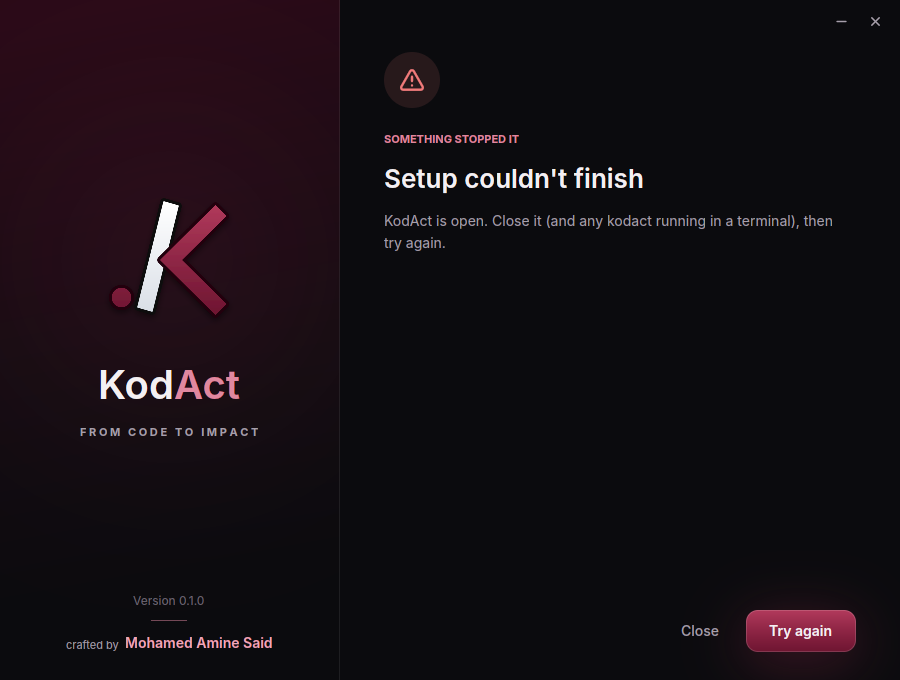 KodAct
FROM CODE TO IMPACT
Version 0.1.0
crafted by Mohamed Amine Said
SOMETHING STOPPED IT
Setup couldn't finish
KodAct is open. Close it (and any kodact running in a terminal), then
try again.
Close
Try again